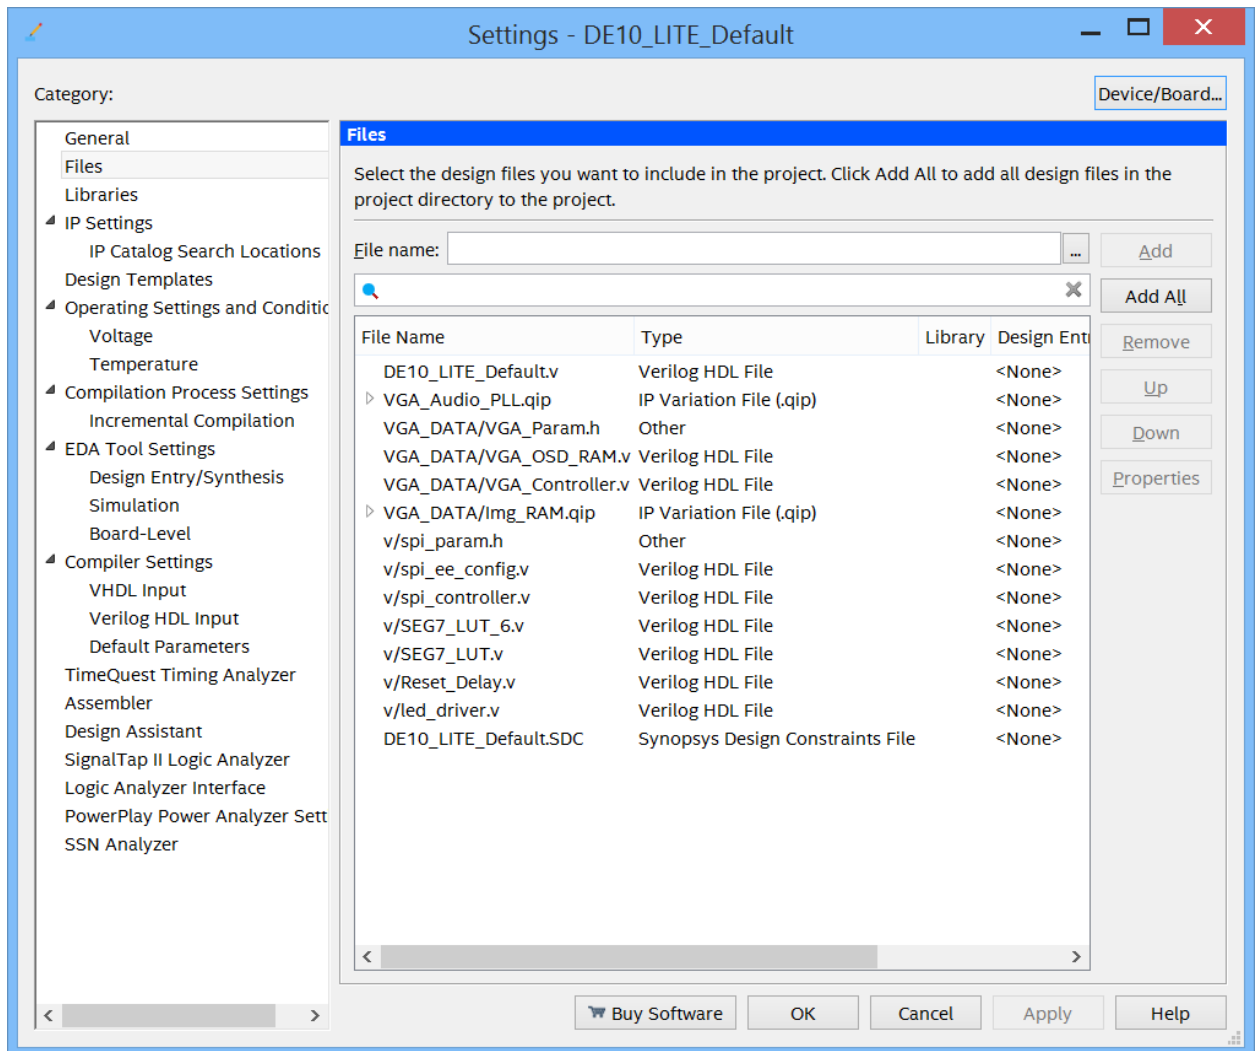 Settings - DE10_LITE_Default
Category:
Device/Board...
General
Files
Libraries
IP Settings
IP Catalog Search Locations
Design Templates
Operating Settings and Conditic
Voltage
Temperature
Compilation Process Settings
Incremental Compilation
EDA Tool Settings
Design Entry/Synthesis
Simulation
Board-Level
Compiler Settings
VHDL Input
Verilog HDL Input
Default Parameters
TimeQuest Timing Analyzer
Assembler
Design Assistant
SignalTap II Logic Analyzer
Logic Analyzer Interface
PowerPlay Power Analyzer Sett
SSN Analyzer
Files
Select the design files you want to include in the project. Click Add All to add all design files in the
project directory to the project.
File name: ... Add
Add All
Remove
Up
Down
Properties
File Name Type Library Design Ent
DE10_LITE_Default.v Verilog HDL File <None>
VGA_Audio_PLL.qip IP Variation File (.qip) <None>
VGA_DATA/VGA_Param.h Other <None>
VGA_DATA/VGA_OSD_RAM.v Verilog HDL File <None>
VGA_DATA/VGA_Controller.v Verilog HDL File <None>
VGA_DATA/Img_RAM.qip IP Variation File (.qip) <None>
v/spi_param.h Other <None>
v/spi_ee_config.v Verilog HDL File <None>
v/spi_controller.v Verilog HDL File <None>
v/SEG7_LUT_6.v Verilog HDL File <None>
v/SEG7_LUT.v Verilog HDL File <None>
v/Reset_Delay.v Verilog HDL File <None>
v/led_driver.v Verilog HDL File <None>
DE10_LITE_Default.SDC Synopsys Design Constraints File <None>
Buy Software OK Cancel Apply Help